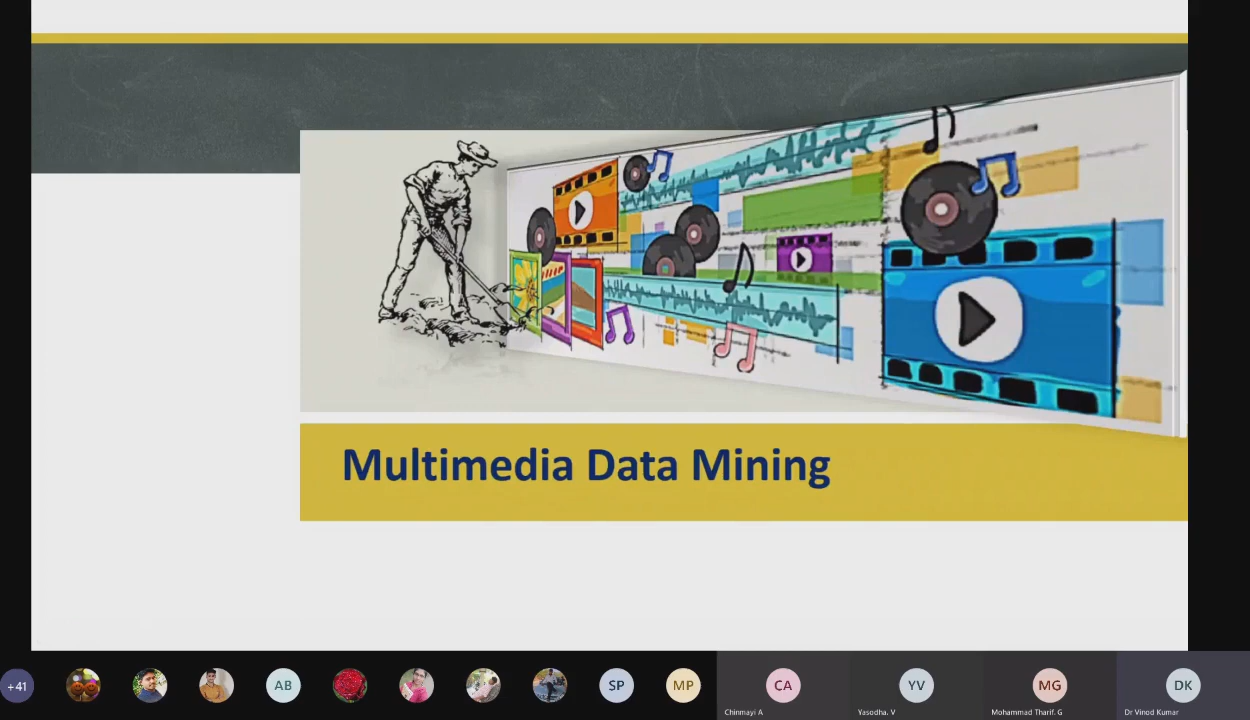 Multimedia Data Mining
+41
AB
SP
MP
CA
YV
MG
DK
Chinmayi A
Yasodha. V
Mohammad Tharif. G
Dr Vinod Kumar